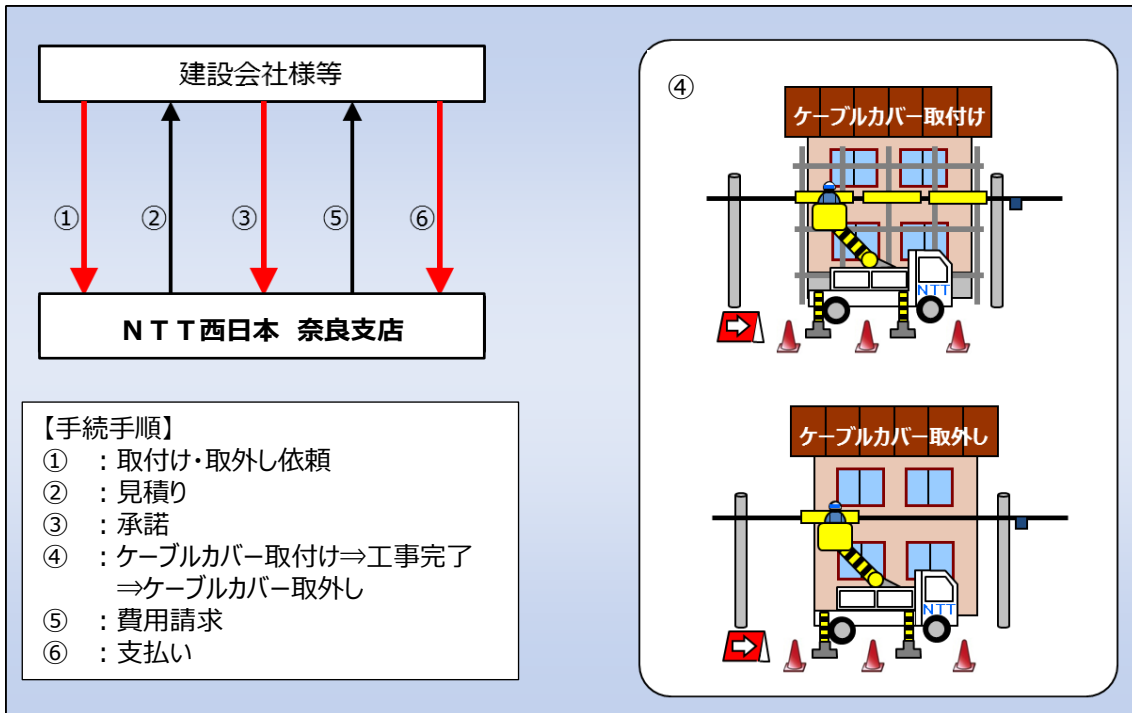 建設会社様等
①
②
③
⑤
⑥
ＮＴＴ西日本 奈良支店
【手続手順】
① ：取付け・取外し依頼
② ：見積り
③ ：承諾
④ ：ケーブルカバー取付け⇒工事完了
⇒ケーブルカバー取外し
⑤ ：費用請求
⑥ ：支払い
④
ケーブルカバー取付け
NTT
ケーブルカバー取外し
NTT